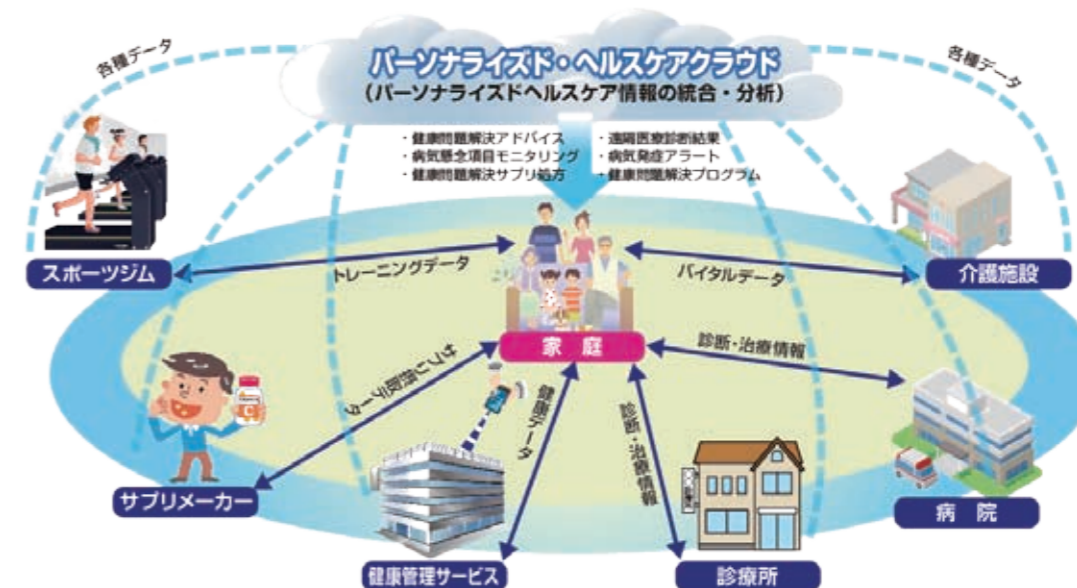 各種データ
パーソナライズド・ヘルスケアクラウド
（パーソナライズドヘルスケア情報の統合・分析）
各種データ
・健康問題解決アドバイス
・遠隔医療診断結果
・病気懸念項目モニタリング
・病気発症アラート
・健康問題解決サプリ処方
・健康問題解決プログラム
スポーツジム
トレーニングデータ
バイタルデータ
介護施設
家庭
診断・治療情報
サプリ摂取データ
健康データ
診断・治療情報
サプリメーカー
病院
健康管理サービス
診療所